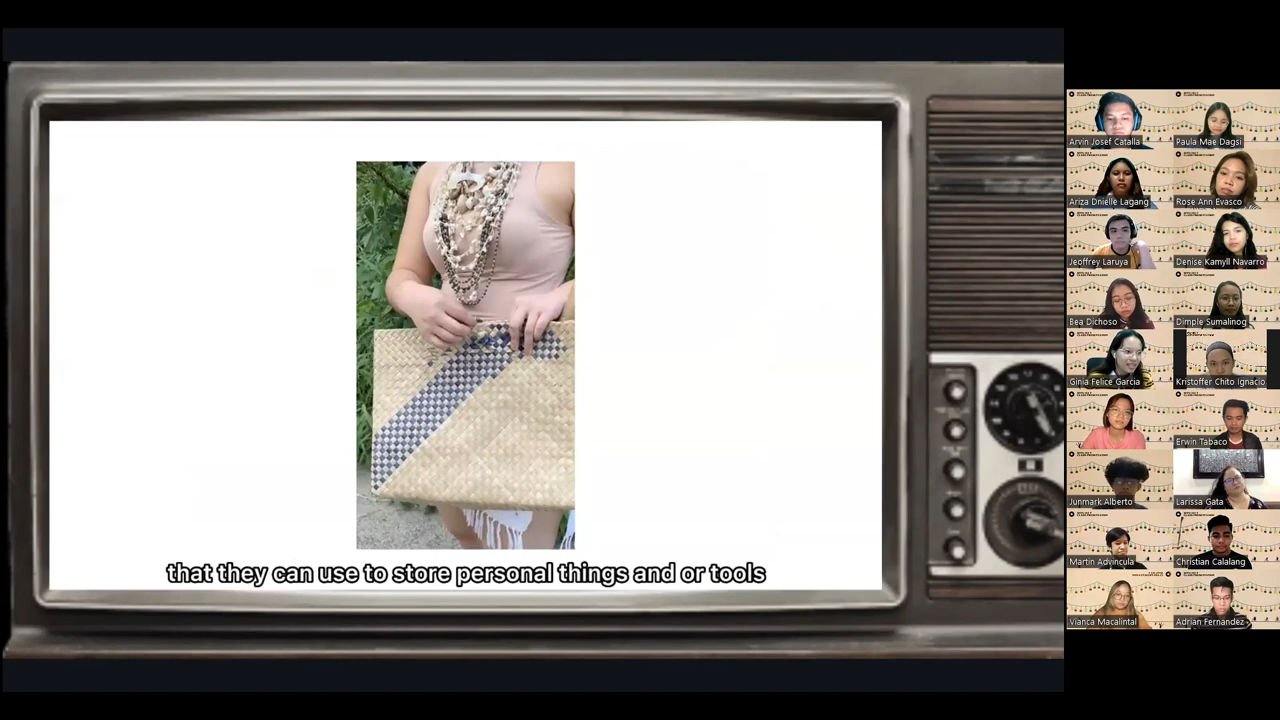 that they can use to store personal things and or tools
Arvin Josef Catalla
Paula Mae Dagsi
Ariza Dnielle Lagang
Rose Ann Evasco
Jeoffrey Laruya
Denise Kamyll Navarro
Bea Dichoso
Dimple Sumalinog
Ginia Felice Garcia
Kristoffer Chito Ignacio
Erwin Tabaco
Junmark Alberto
Larissa Gata
Martin Advincula
Christian Calalang
Vianca Macalintal
Adrian Fernandez